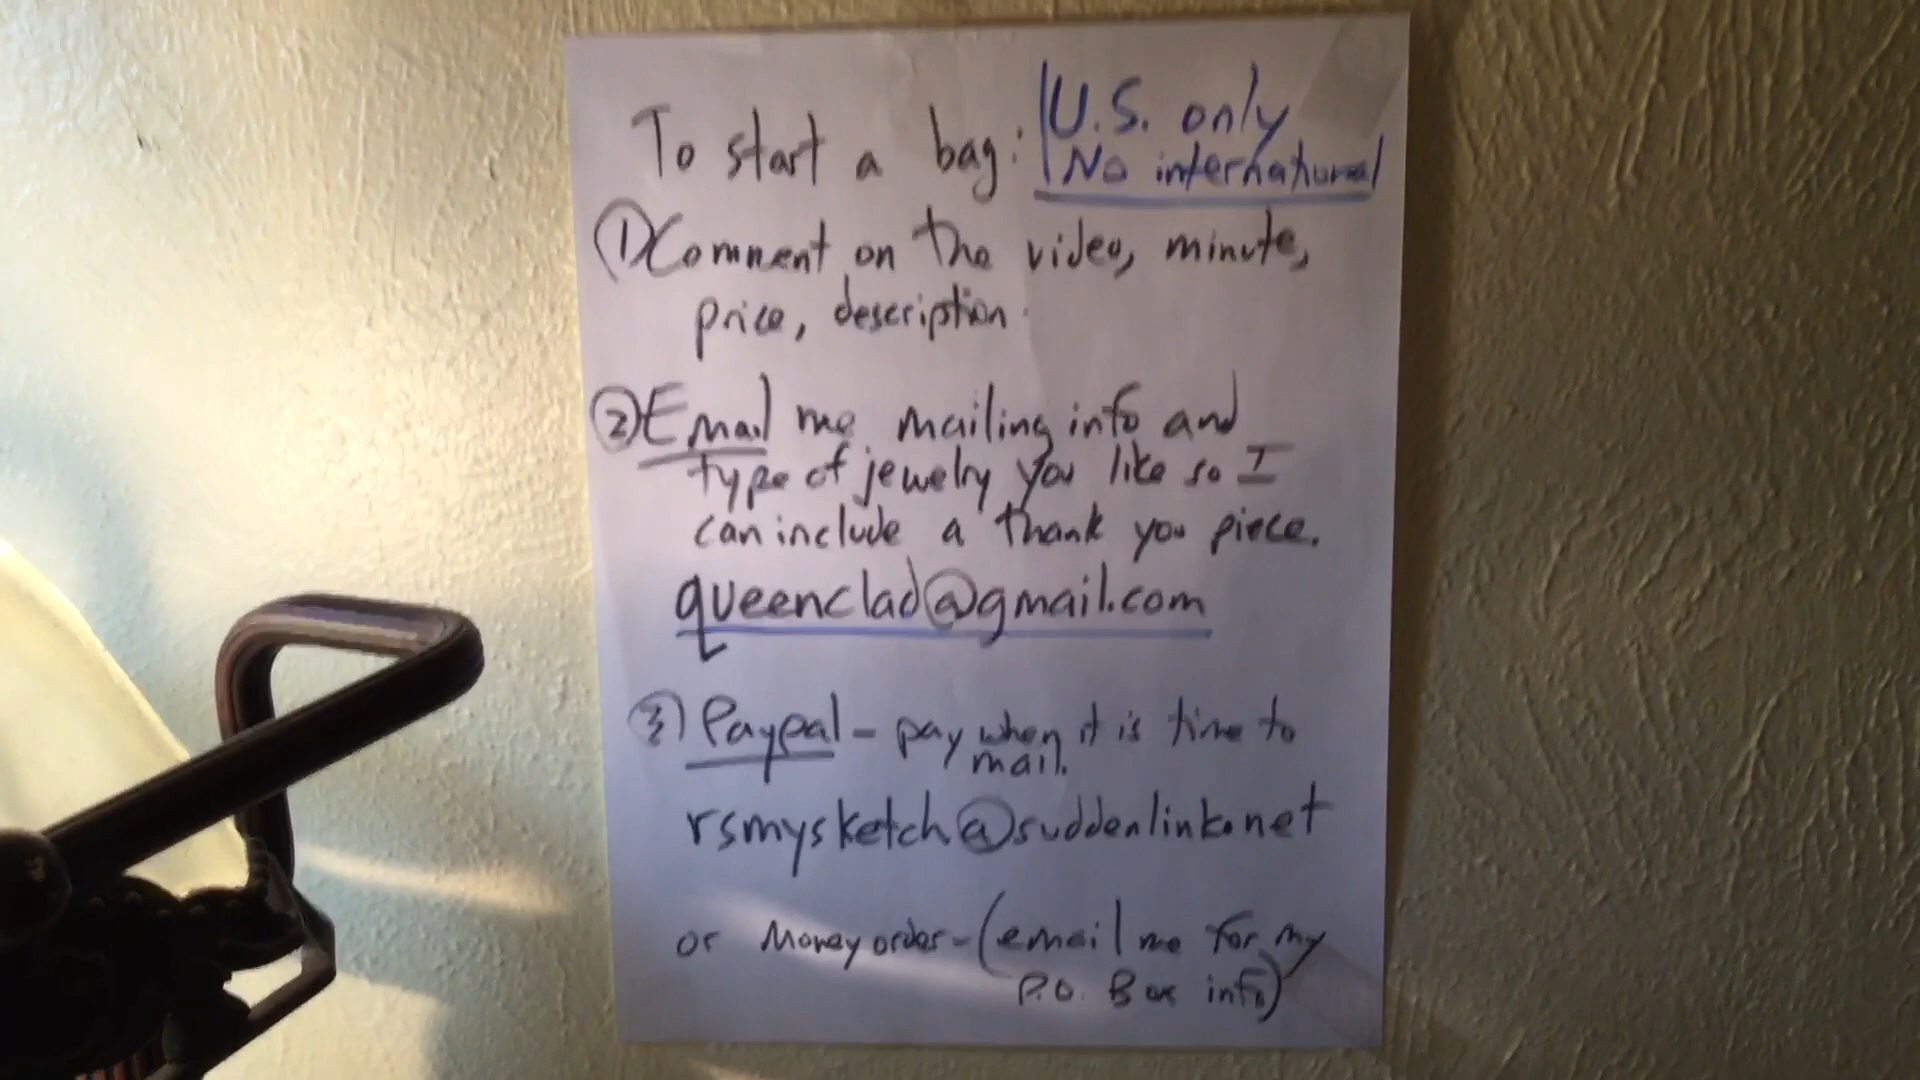 To start a bag: U.S. only
No international
1) Comment on the video, minute,
price, description.
2) Email me mailing info and
type of jewelry you like so I
can include a thank you piece.
queenclad@gmail.com
3) Paypal - pay when it is time to
mail.
rsmysketch@suddenlink.net
or Money order - (email me for my
P.O. Box info)